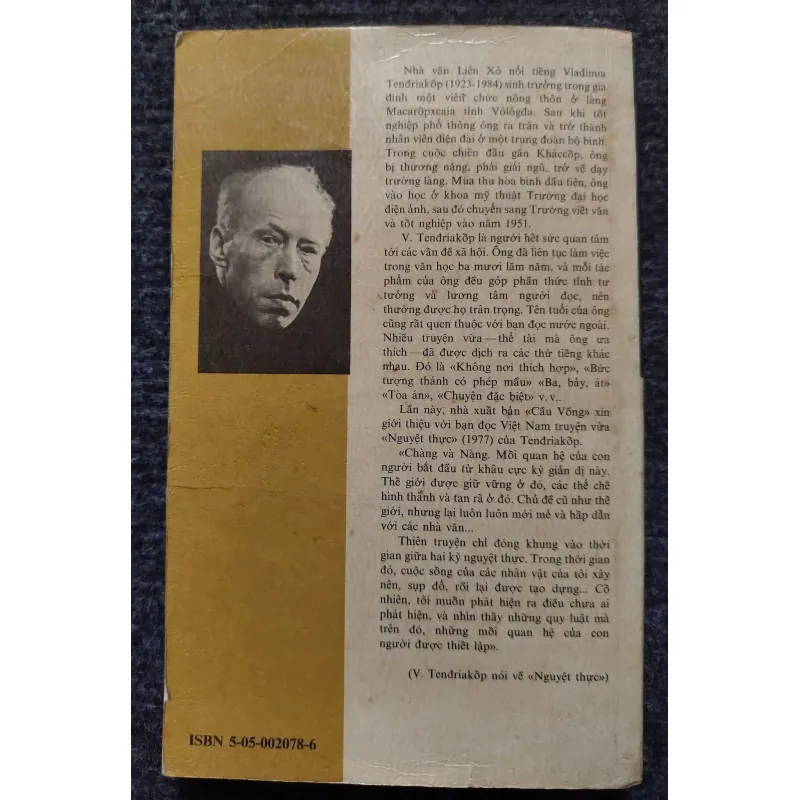 Nhà văn Liên Xô nổi tiếng Vlađimia
Tenđriakốp (1923-1984) sinh trưởng trong gia
đình một viên chức nông thôn ở làng
Macarốpxcaia tỉnh Vôlôgđa. Sau khi tốt
nghiệp phổ thông ông ra trận và trở thành
nhân viên điện đài ở một trung đoàn bộ binh.
Trong cuộc chiến đấu gần Kháccốp, ông
bị thương nặng, phải giải ngũ, trở về dạy
trường làng. Mùa thu hòa bình đầu tiên, ông
vào học ở khoa mỹ thuật Trường đại học
điện ảnh, sau đó chuyển sang Trường viết văn
và tốt nghiệp vào năm 1951.
V. Tenđriakốp là người hết sức quan tâm
tới các vấn đề xã hội. Ông đã liên tục làm việc
trong văn học ba mươi lăm năm, và mỗi tác
phẩm của ông đều góp phần thức tỉnh tư
tưởng và lương tâm người đọc, nên
thường được họ trân trọng. Tên tuổi của ông
cũng rất quen thuộc với bạn đọc nước ngoài.
Nhiều truyện vừa—thể tài mà ông ưa
thích—đã được dịch ra các thứ tiếng khác
nhau. Đó là «Không nơi thích hợp», «Bức
tượng thánh có phép mầu» «Ba, bảy, át»
«Tòa án», «Chuyện đặc biệt» v.v..
Lần này, nhà xuất bản «Cầu Vồng» xin
giới thiệu với bạn đọc Việt Nam truyện vừa
«Nguyệt thực» (1977) của Tenđriakốp.
«Chàng và Nàng. Mối quan hệ của con
người bắt đầu từ khâu cực kỳ giản dị này.
Thế giới được giữ vững ở đó, các thể chế
hình thành và tan rã ở đó. Chủ đề cũ như thế
giới, nhưng lại luôn luôn mới mẻ và hấp dẫn
với các nhà văn...
Thiên truyện chỉ đóng khung vào thời
gian giữa hai kỳ nguyệt thực. Trong thời gian
đó, cuộc sống của các nhân vật của tôi xây
nên, sụp đổ, rồi lại được tạo dựng... Cố
nhiên, tôi muốn phát hiện ra điều chưa ai
phát hiện, và nhìn thấy những quy luật mà
trên đó, những mối quan hệ của con
người được thiết lập».
(V. Tenđriakốp nói về «Nguyệt thực»)
ISBN 5-05-002078-6